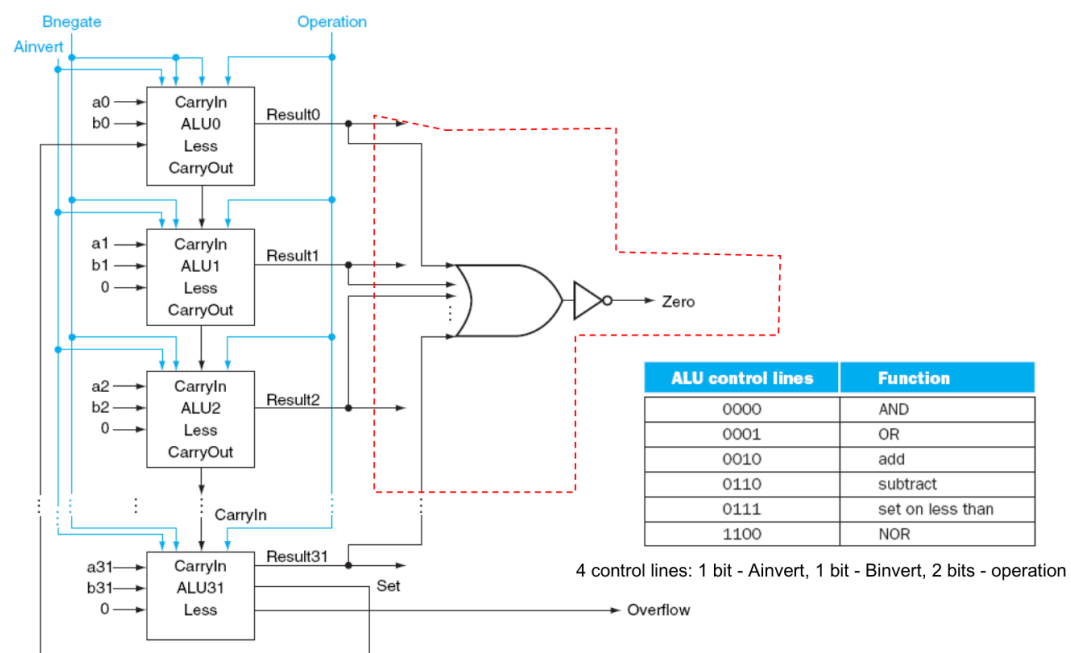 Bnegate
Operation
Ainvert
a0
b0
CarryIn
ALU0
Less
CarryOut
Result0
a1
b1
0
CarryIn
ALU1
Less
CarryOut
Result1
Zero
a2
b2
0
CarryIn
ALU2
Less
CarryOut
Result2
CarryIn
a31
b31
0
CarryIn
ALU31
Less
Result31
Set
Overflow
ALU control lines Function
0000 AND
0001 OR
0010 add
0110 subtract
0111 set on less than
1100 NOR
4 control lines: 1 bit - Ainvert, 1 bit - Binvert, 2 bits - operation